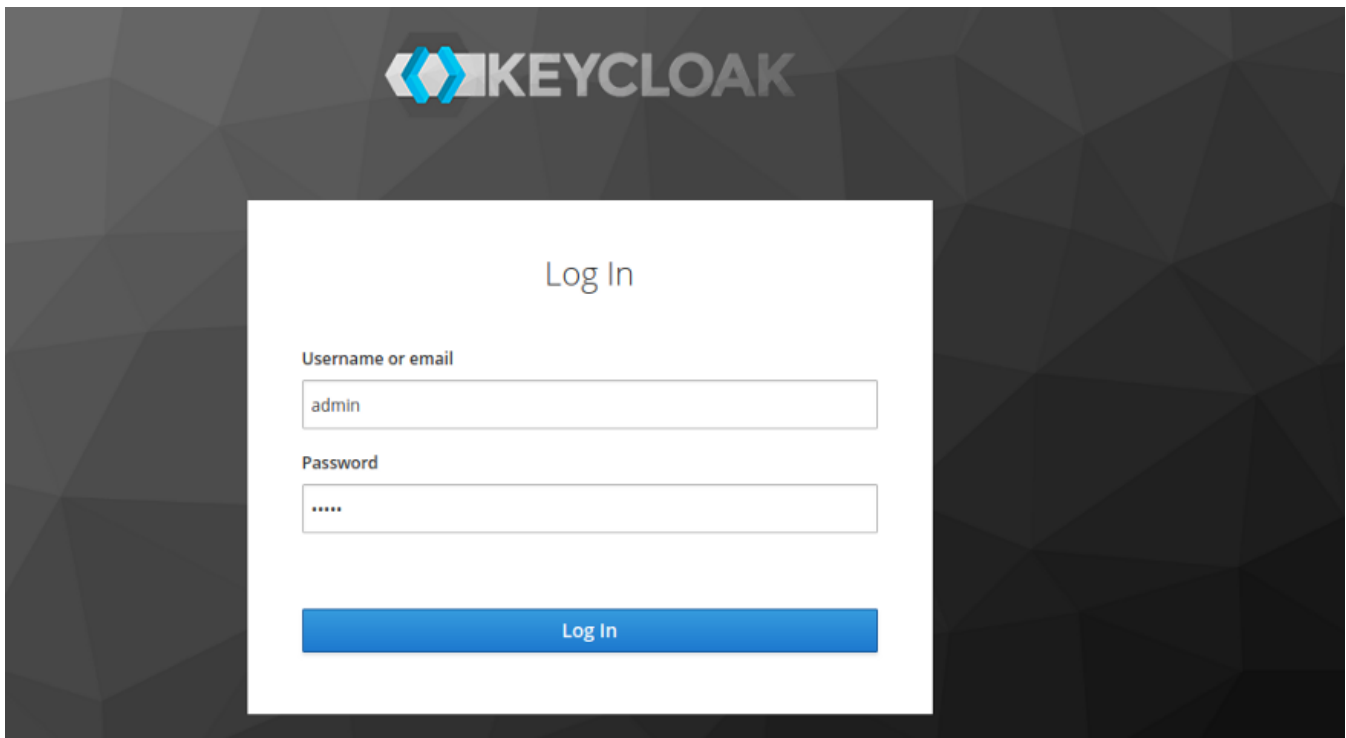 KEYCLOAK
Log In
Username or email
admin
Password
•••••
Log In